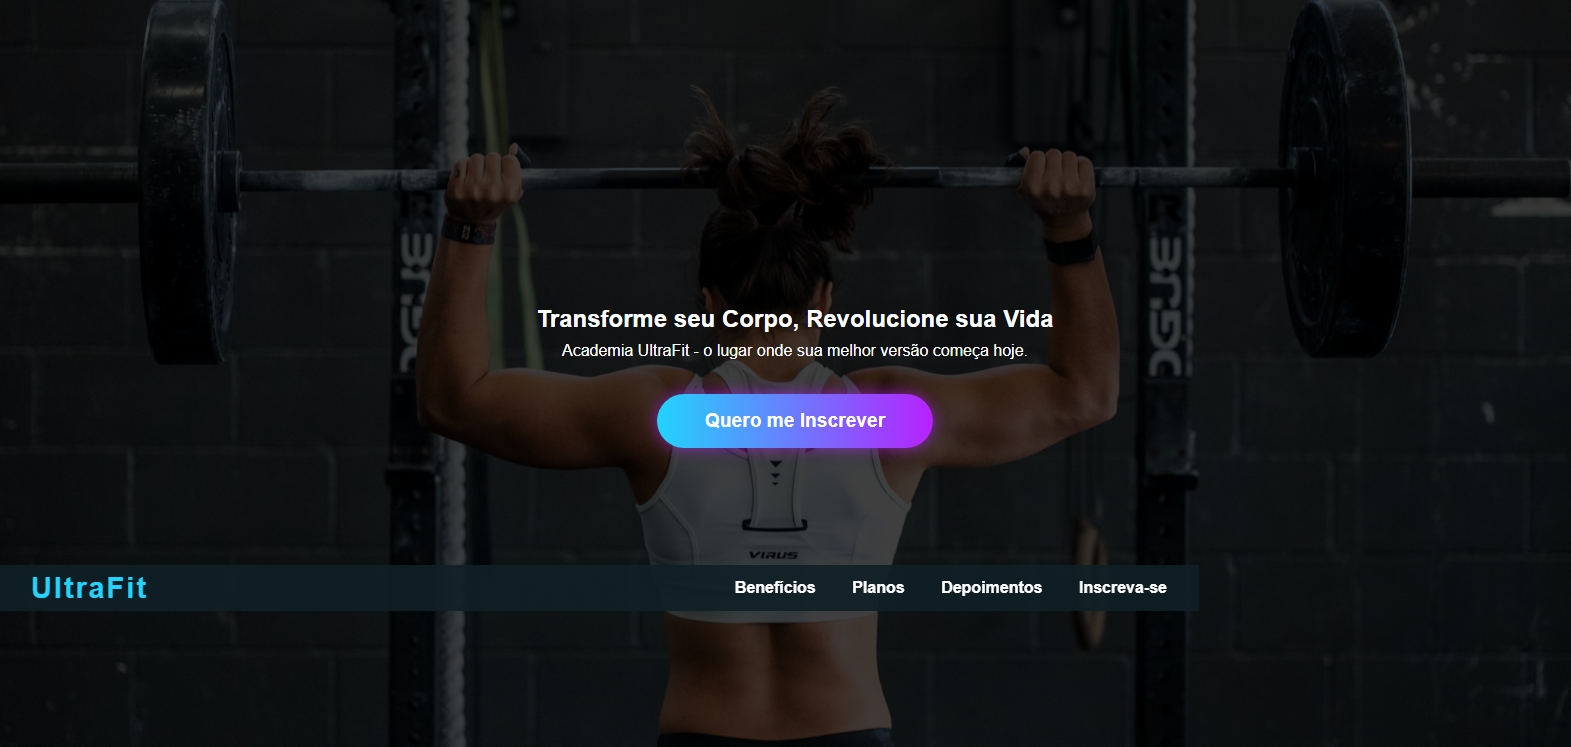 Transforme seu Corpo, Revolucione sua Vida
Academia UltraFit - o lugar onde sua melhor versão começa hoje.
Quero me Inscrever
VIRUS
UltraFit
Benefícios Planos Depoimentos Inscreva-se